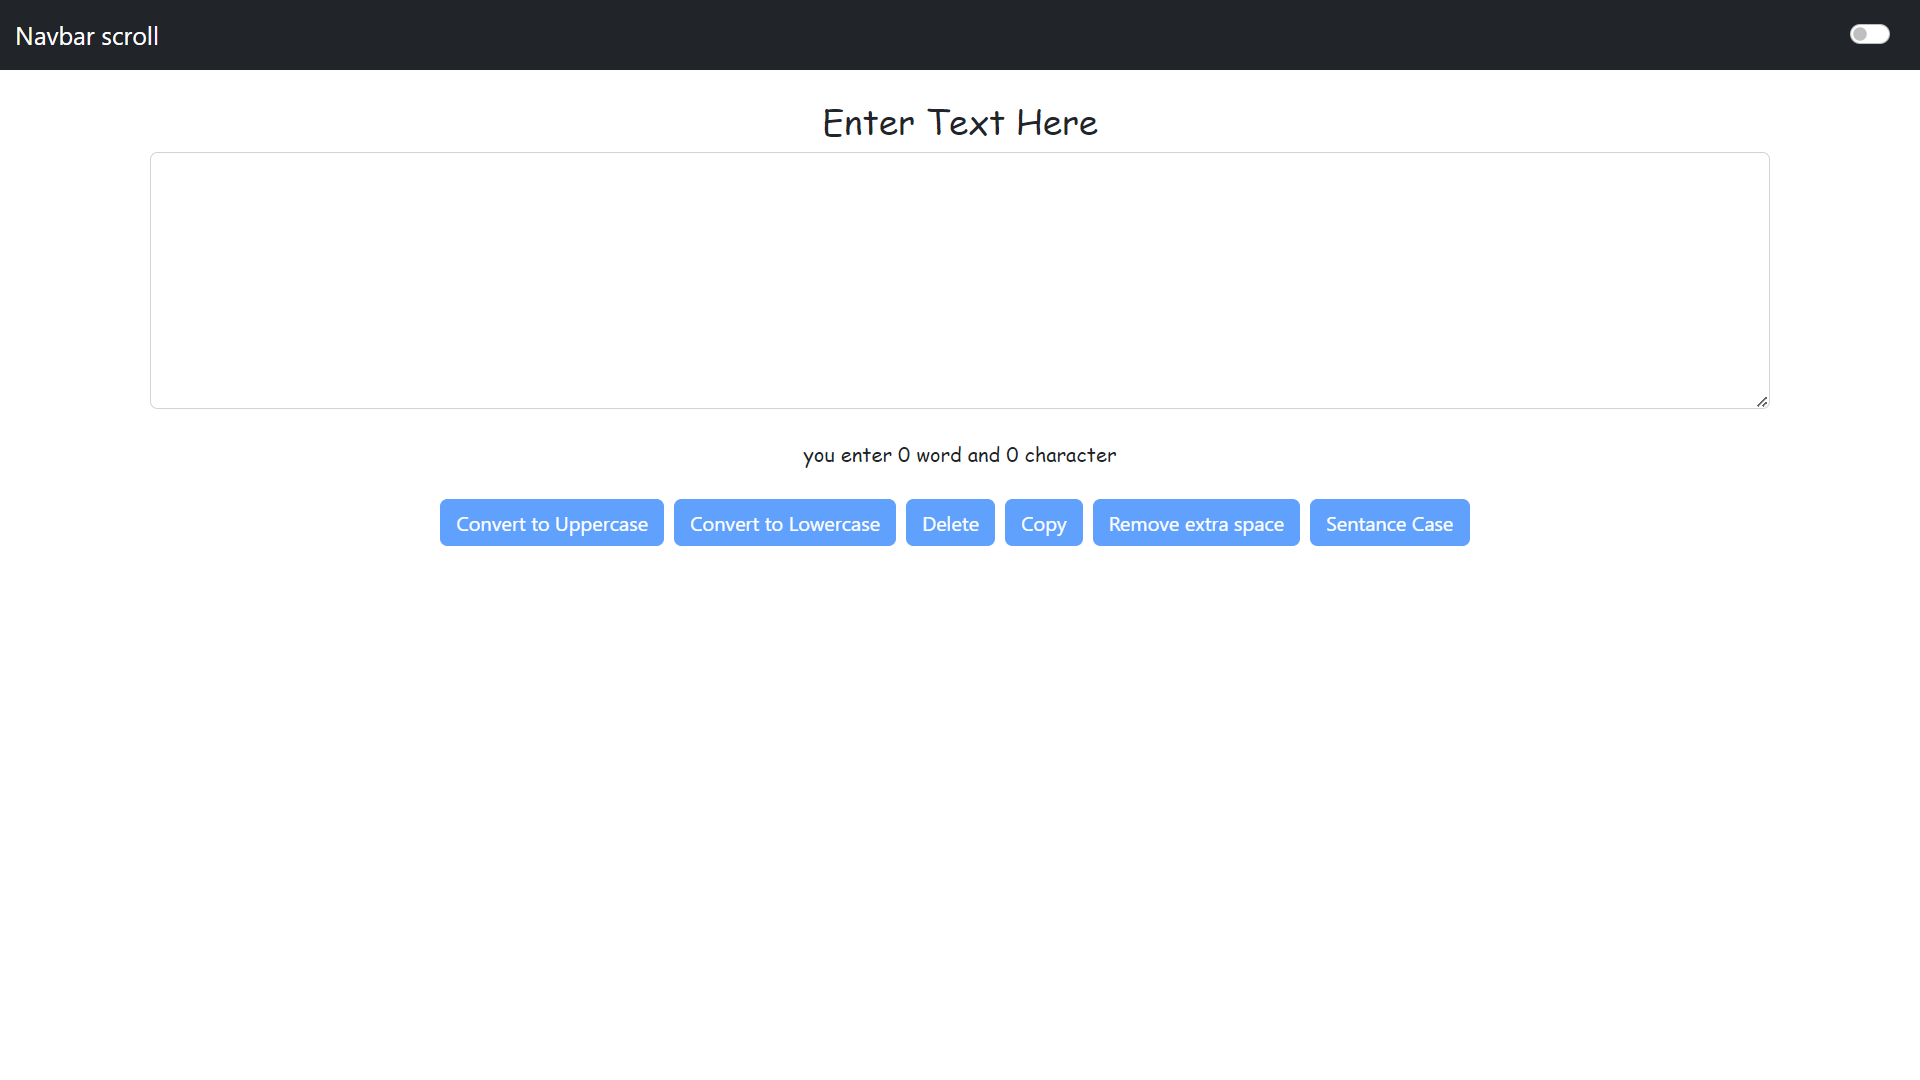 Navbar scroll
Enter Text Here
you enter 0 word and 0 character
Convert to Uppercase Convert to Lowercase Delete Copy Remove extra space Sentance Case